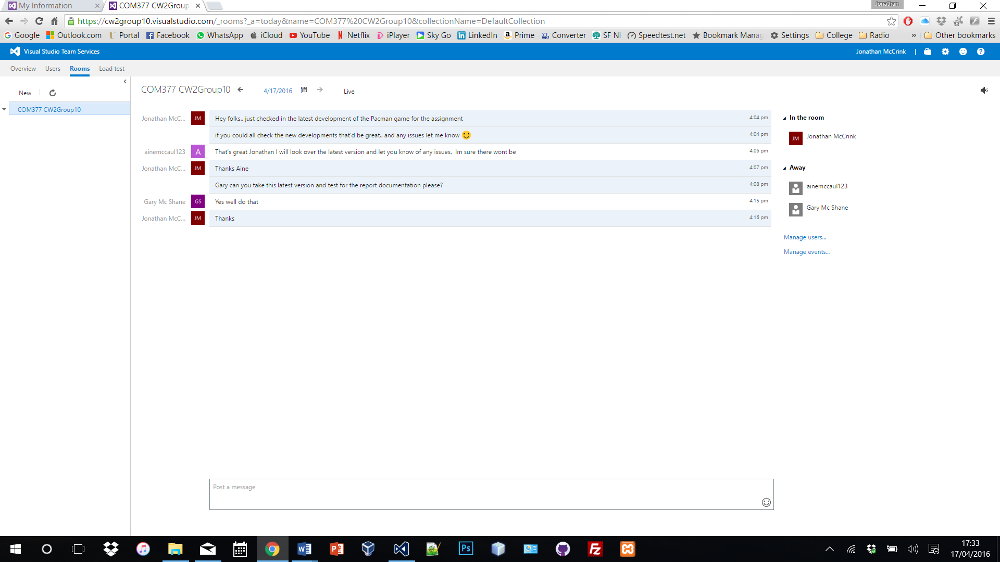 My Information
COM377 CW2Group
Jonathan
https://cw2group10.visualstudio.com/_rooms?_a=today&name=COM377%20CW2Group10&collectionName=DefaultCollection
Google Outlook.com Portal Facebook WhatsApp iCloud YouTube Netflix iPlayer Sky Go LinkedIn Prime Converter SF NI Speedtest.net Bookmark Manag Settings College Radio » Other bookmarks
Visual Studio Team Services
Jonathan McCrink |
Overview Users Rooms Load test
New
COM377 CW2Group10
COM377 CW2Group10 4/17/2016 Live
Jonathan McC... JM Hey folks.. just checked in the latest development of the Pacman game for the assignment 4:04 pm
if you could all check the new developments that'd be great.. and any issues let me know 4:04 pm
ainemccaul123 A That's great Jonathan I will look over the latest version and let you know of any issues.  Im sure there wont be 4:06 pm
Jonathan McC... JM Thanks Aine 4:07 pm
Gary can you take this latest version and test for the report documentation please? 4:08 pm
Gary Mc Shane GS Yes well do that 4:15 pm
Jonathan McC... JM Thanks 4:16 pm
In the room
JM Jonathan McCrink
Away
ainemccaul123
Gary Mc Shane
Manage users...
Manage events...
Post a message
17:33
17/04/2016